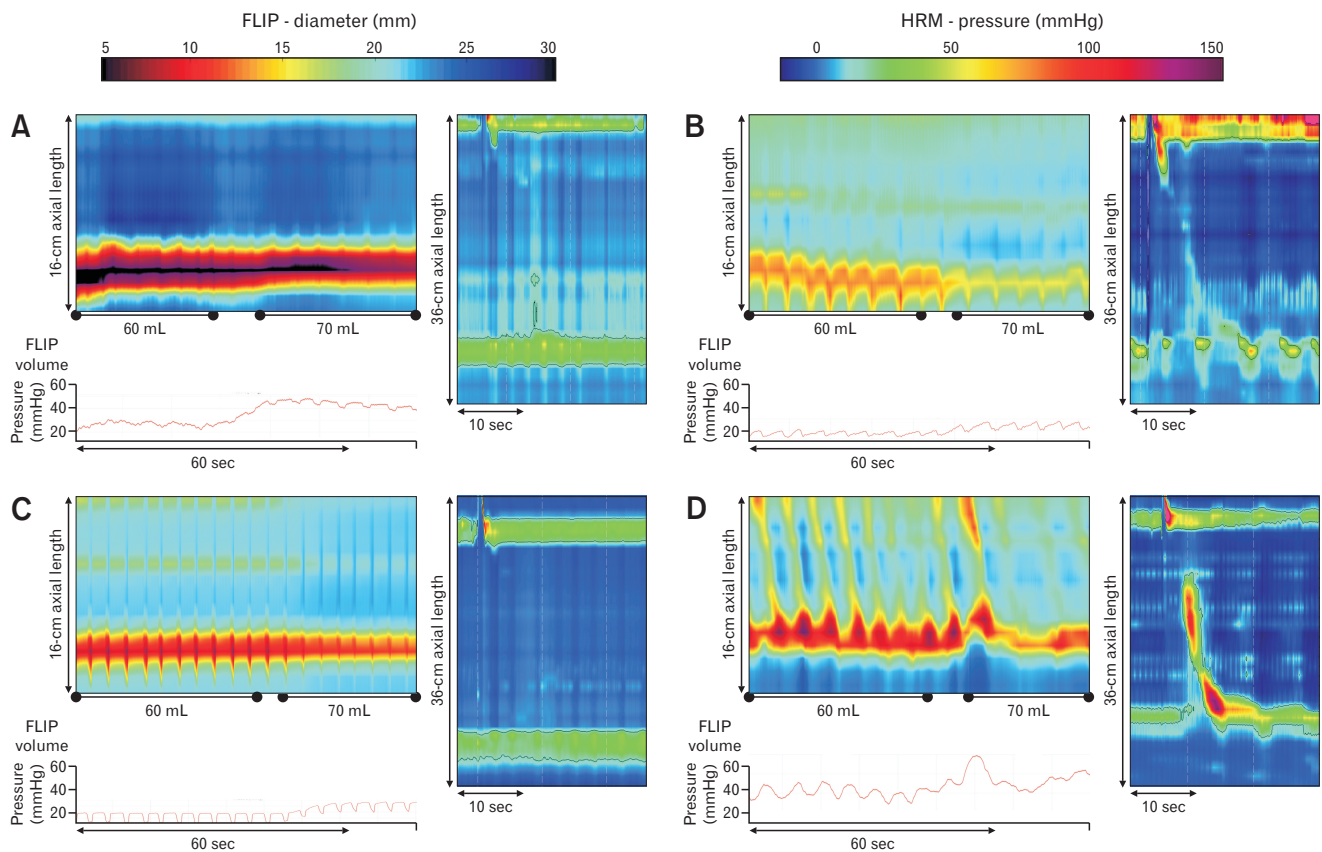 FLIP - diameter (mm)
5 10 15 20 25 30
HRM - pressure (mmHg)
0 50 100 150
A
16-cm axial length
60 mL 70 mL
FLIP
volume
Pressure
(mmHg)
60
40
20
60 sec
36-cm axial length
10 sec
B
16-cm axial length
60 mL 70 mL
FLIP
volume
Pressure
(mmHg)
60
40
20
60 sec
36-cm axial length
10 sec
C
16-cm axial length
60 mL 70 mL
FLIP
volume
Pressure
(mmHg)
60
40
20
60 sec
36-cm axial length
10 sec
D
16-cm axial length
60 mL 70 mL
FLIP
volume
Pressure
(mmHg)
60
40
20
60 sec
36-cm axial length
10 sec